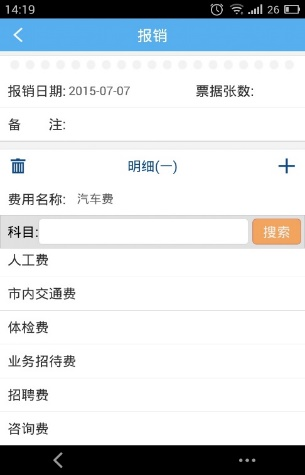 14:19
26
报销
报销日期: 2015-07-07 票据张数:
备 注:
明细(一)
费用名称: 汽车费
科目: 搜索
人工费
市内交通费
体检费
业务招待费
招聘费
咨询费